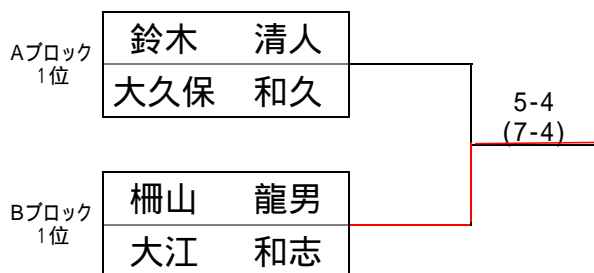 Aブロック
1位
鈴木 清人
大久保 和久
5-4
(7-4)
Bブロック
1位
柵山 龍男
大江 和志